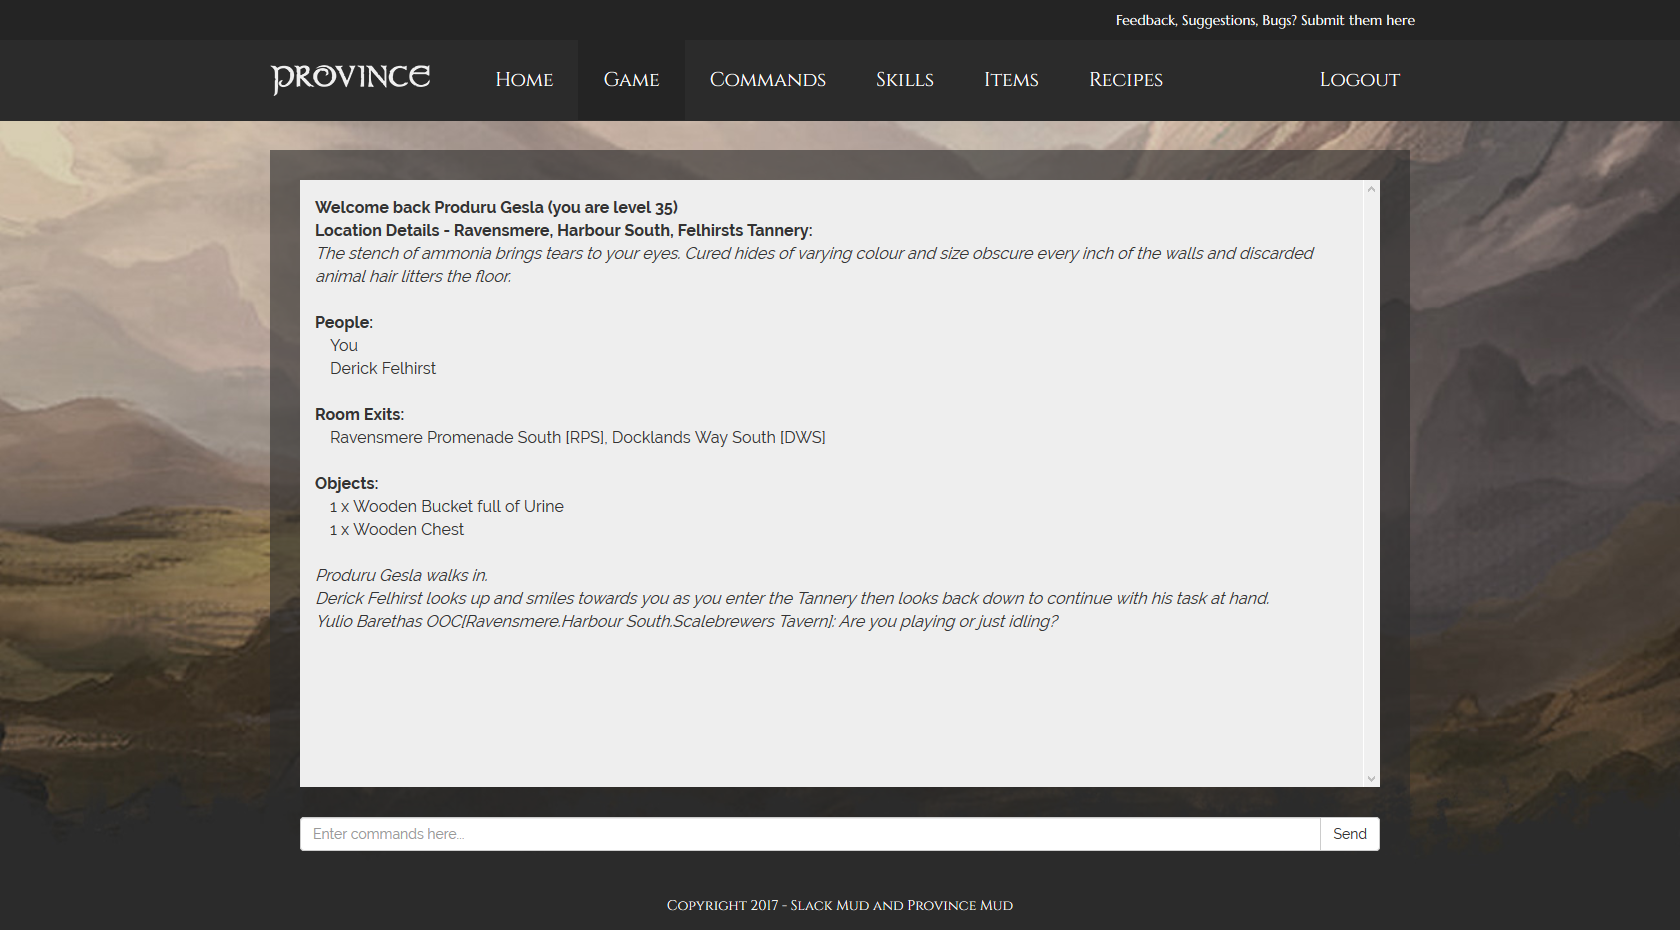 Feedback, Suggestions, Bugs? Submit them here
PROVINCE
Home Game Commands Skills Items Recipes Logout
Welcome back Produru Gesla (you are level 35)
Location Details - Ravensmere, Harbour South, Felhirsts Tannery:
The stench of ammonia brings tears to your eyes. Cured hides of varying colour and size obscure every inch of the walls and discarded
animal hair litters the floor.
People:
You
Derick Felhirst
Room Exits:
Ravensmere Promenade South [RPS], Docklands Way South [DWS]
Objects:
1 x Wooden Bucket full of Urine
1 x Wooden Chest
Produru Gesla walks in.
Derick Felhirst looks up and smiles towards you as you enter the Tannery then looks back down to continue with his task at hand.
Yulio Barethas OOC[Ravensmere.Harbour South.Scalebrewers Tavern]: Are you playing or just idling?
Enter commands here...
Send
Copyright 2017 - Slack Mud and Province Mud